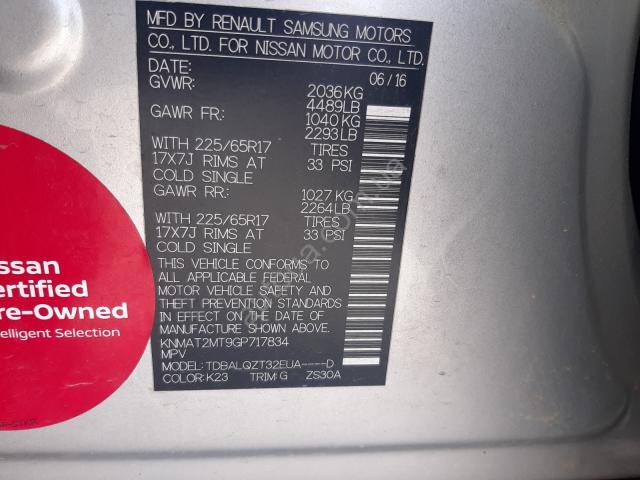 MFD BY RENAULT SAMSUNG MOTORS
CO., LTD. FOR NISSAN MOTOR CO., LTD.
DATE: 06/16
GVWR: 2036KG
4489LB
GAWR FR: 1040KG
2293LB
WITH 225/65R17 TIRES
17X7J RIMS AT 33 PSI
COLD SINGLE
GAWR RR: 1027KG
2264LB
WITH 225/65R17 TIRES
17X7J RIMS AT 33 PSI
COLD SINGLE
THIS VEHICLE CONFORMS TO
ALL APPLICABLE FEDERAL
MOTOR VEHICLE SAFETY AND
THEFT PREVENTION STANDARDS
IN EFFECT ON THE DATE OF
MANUFACTURE SHOWN ABOVE.
KNMAT2MT9GP717834
MPV
MODEL: TDBALQZT32EUA----D
COLOR:K23 TRIM:G ZS30A
issan
ertified
re-Owned
elligent Selection